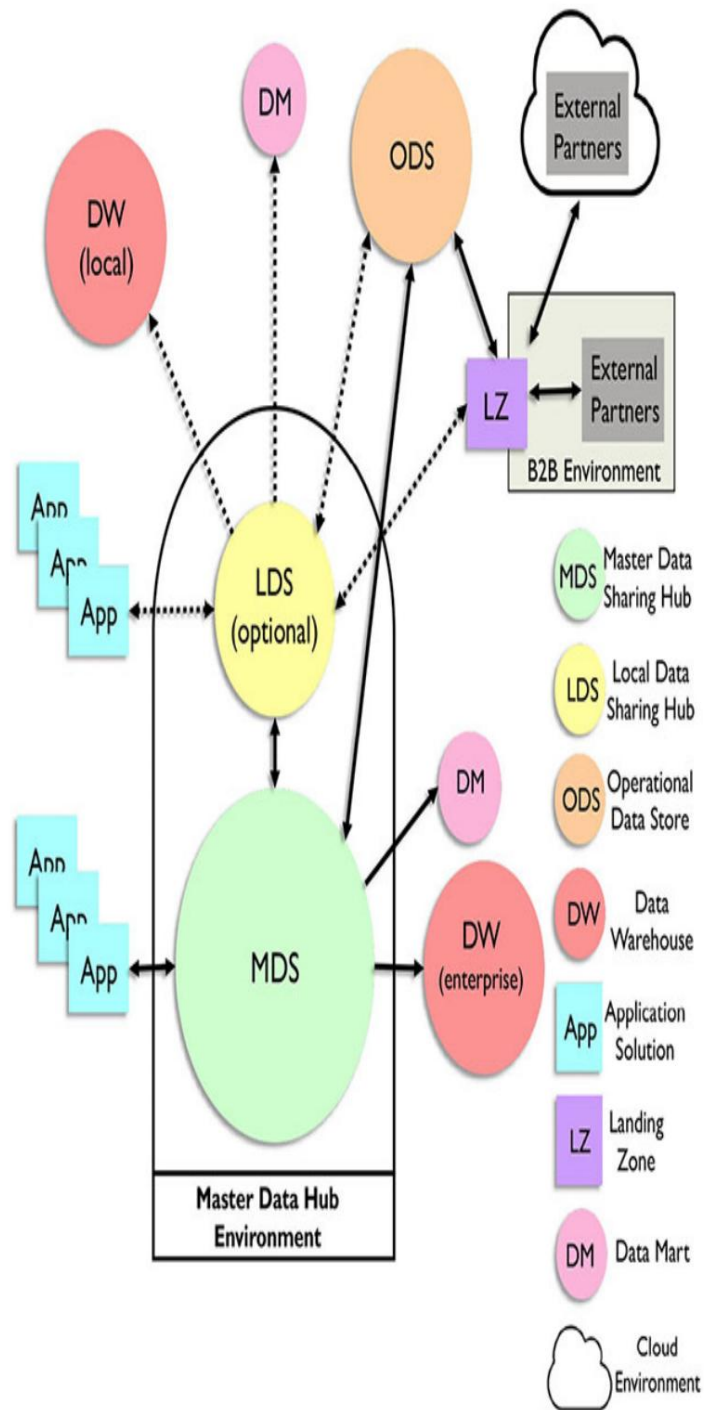 DM
ODS
External
Partners
DW
(local)
LZ
External
Partners
B2B Environment
App
App
App
LDS
(optional)
DM
App
App
App
MDS
DW
(enterprise)
Master Data Hub
Environment
MDS
Master Data
Sharing Hub
LDS
Local Data
Sharing Hub
ODS
Operational
Data Store
DW
Data
Warehouse
App
Application
Solution
LZ
Landing
Zone
DM
Data Mart
Cloud
Environment